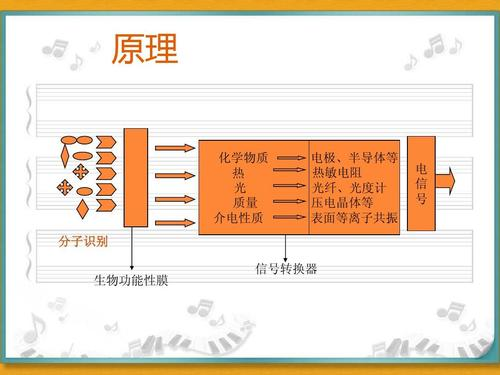 原理
化学物质 电极、半导体等
热 热敏电阻
光 光纤、光度计
质量 压电晶体等
介电性质 表面等离子共振
电信号
分子识别
生物功能性膜
信号转换器